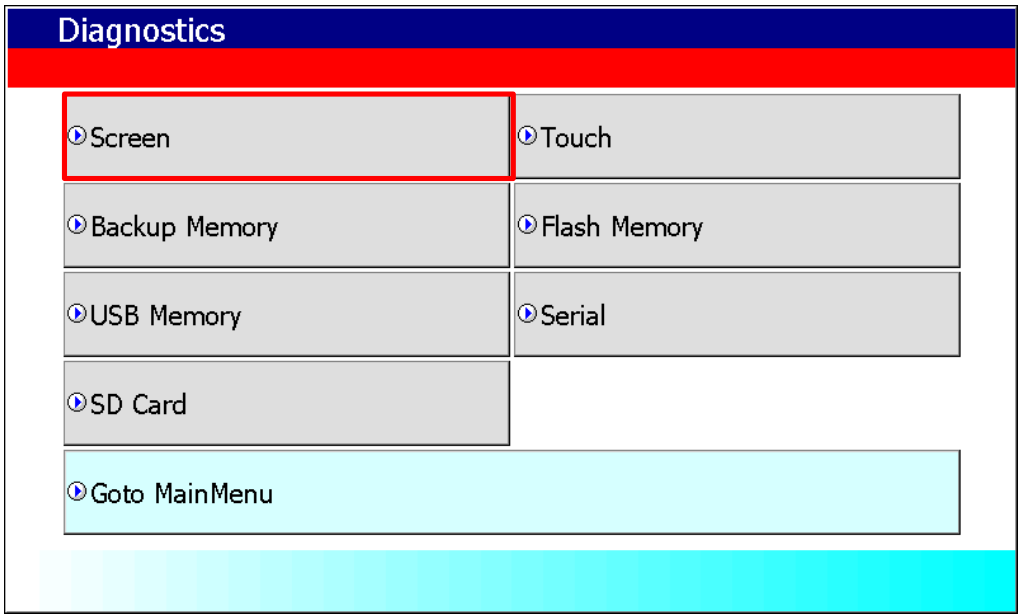 Diagnostics
Screen
Touch
Backup Memory
Flash Memory
USB Memory
Serial
SD Card
Goto MainMenu